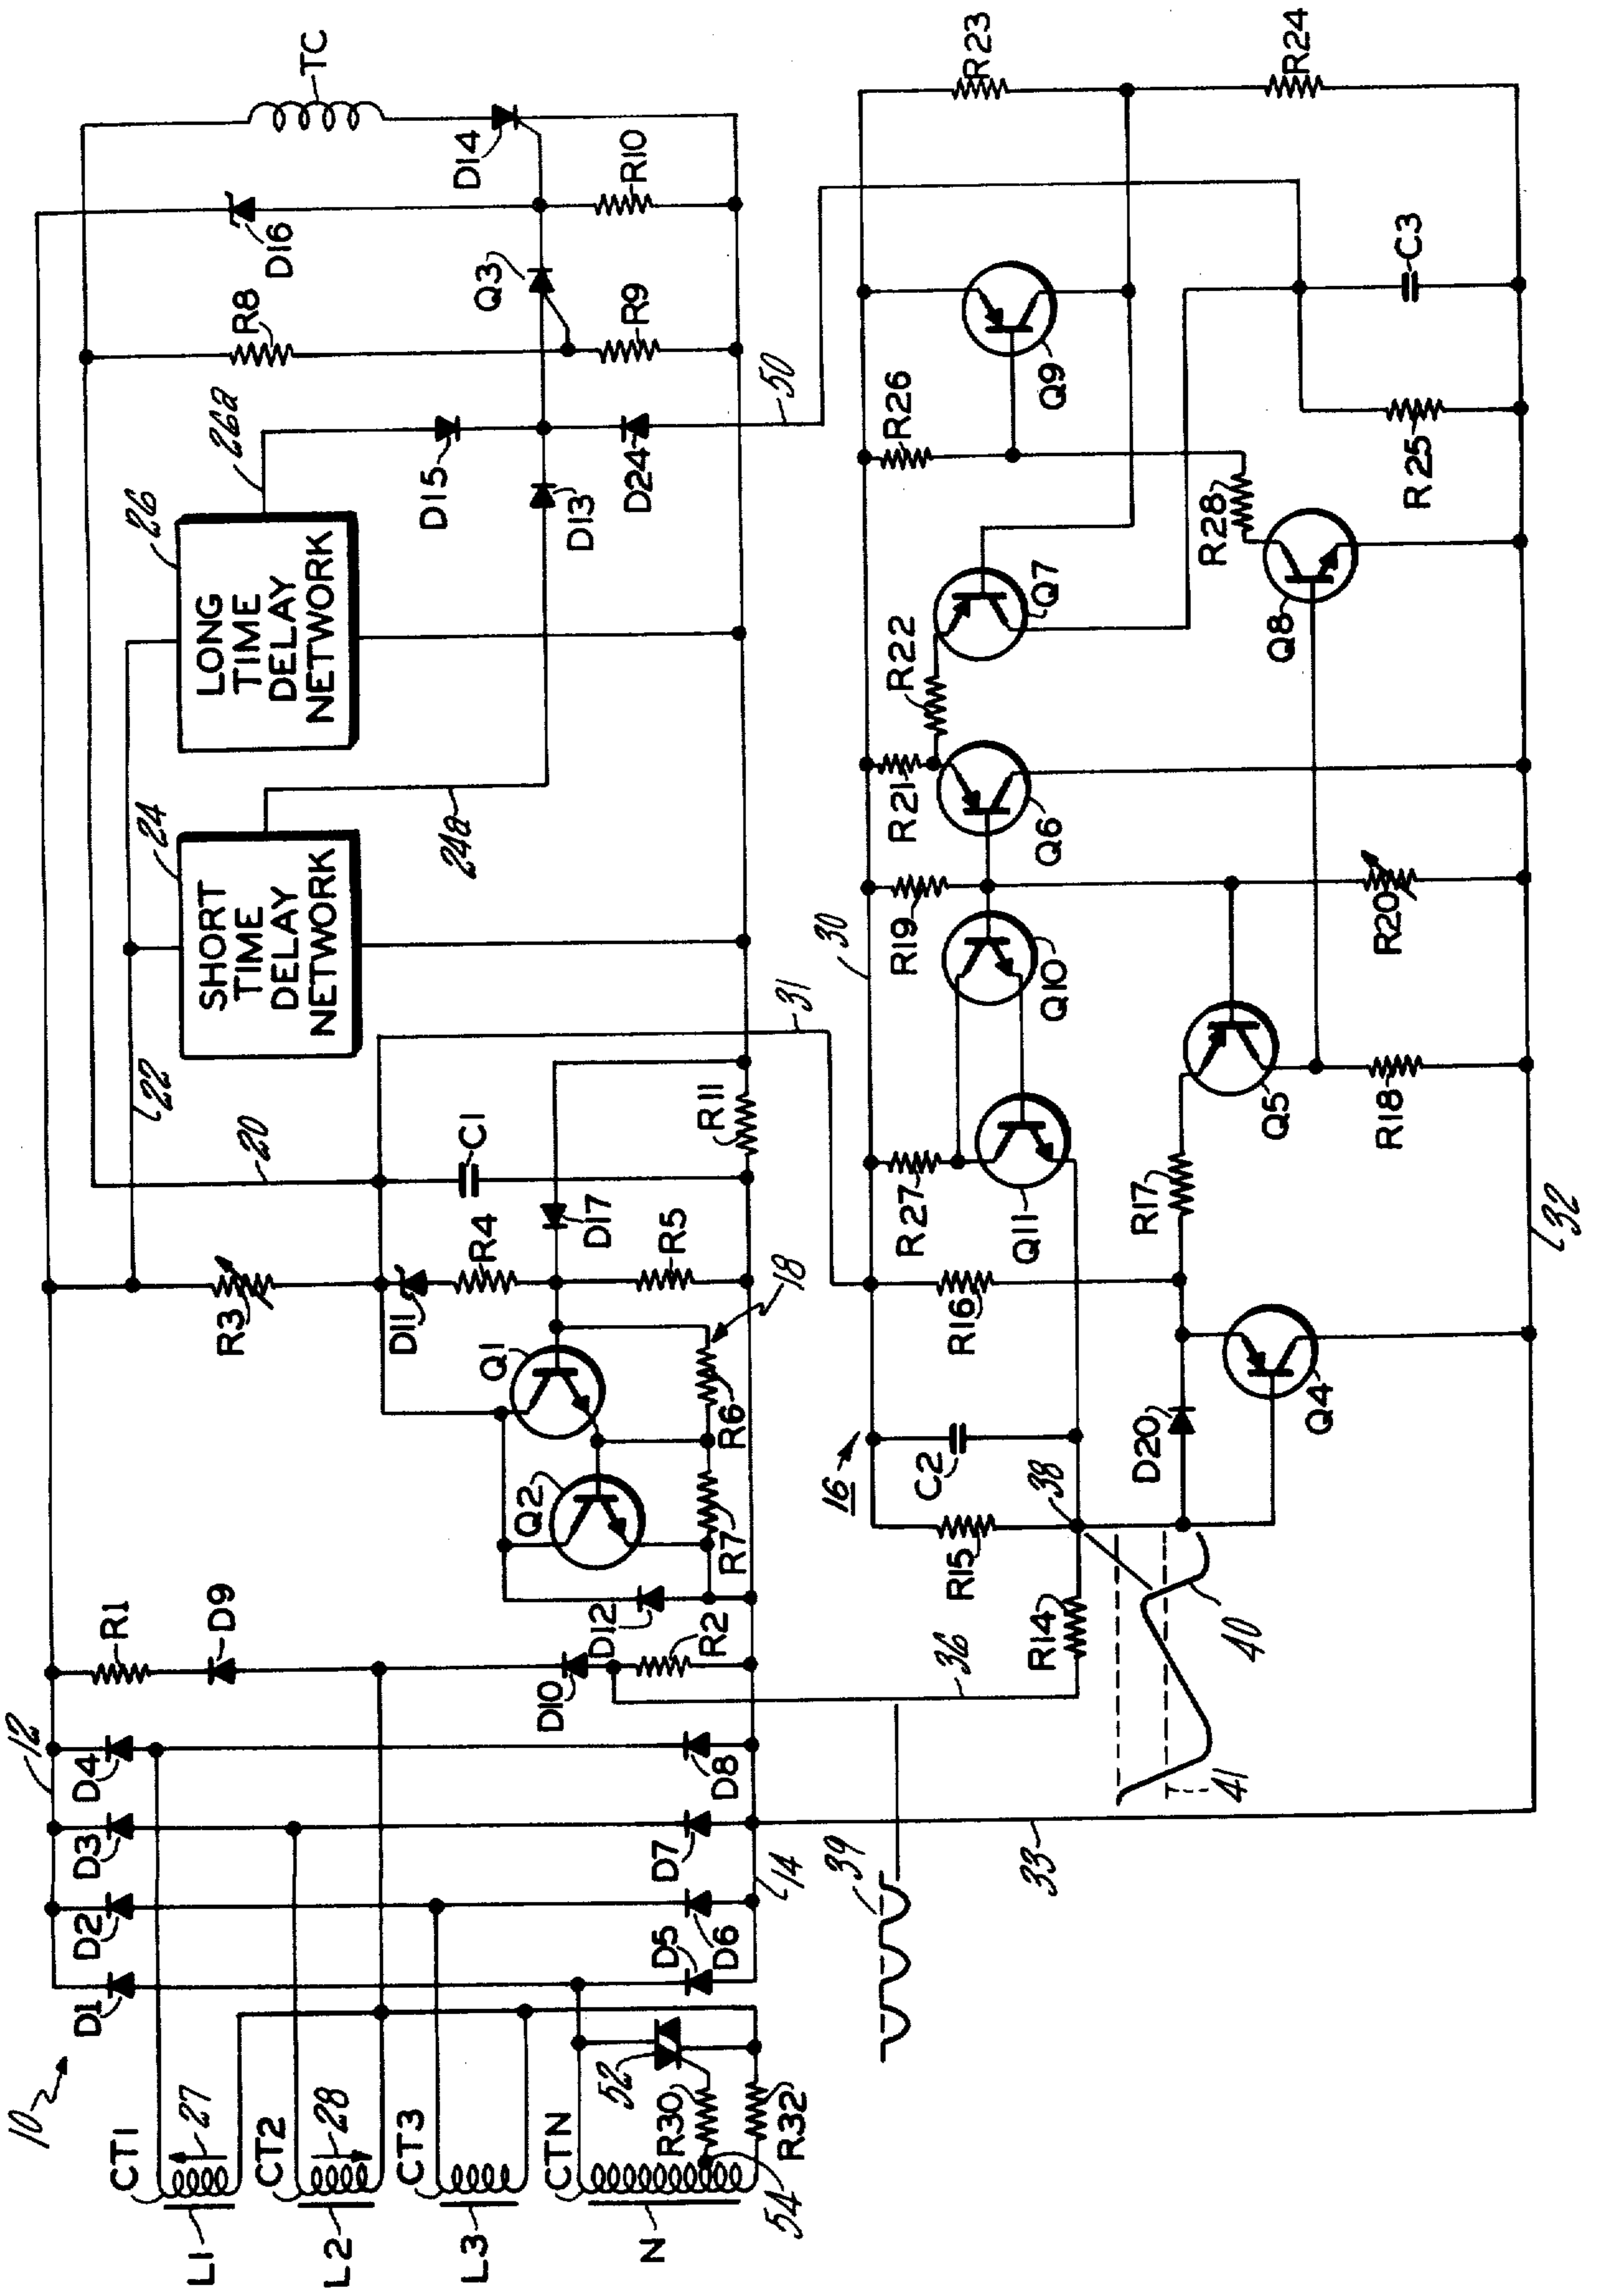 10
CT1
27
L1
CT2
28
L2
CT3
L3
CTN
N
52
R30
54
R32
D1
D2
D3
D4
12
D5
D6
D7
D8
14
R1
D9
D10
R2
D12
Q2
R7
Q1
R6
18
R3
D11
R4
R5
D17
C1
R11
20
22
31
SHORT
TIME
DELAY
NETWORK
24
24a
LONG
TIME
DELAY
NETWORK
26
26a
D15
D13
D24
50
R8
R9
Q3
D16
R10
D14
TC
39
33
36
41
40
38
R14
R15
16
C2
D20
Q4
R16
R17
R27
Q11
Q5
R18
30
32
Q10
R19
R20
Q6
R21
R22
Q7
Q8
R28
R26
Q9
R25
C3
R23
R24